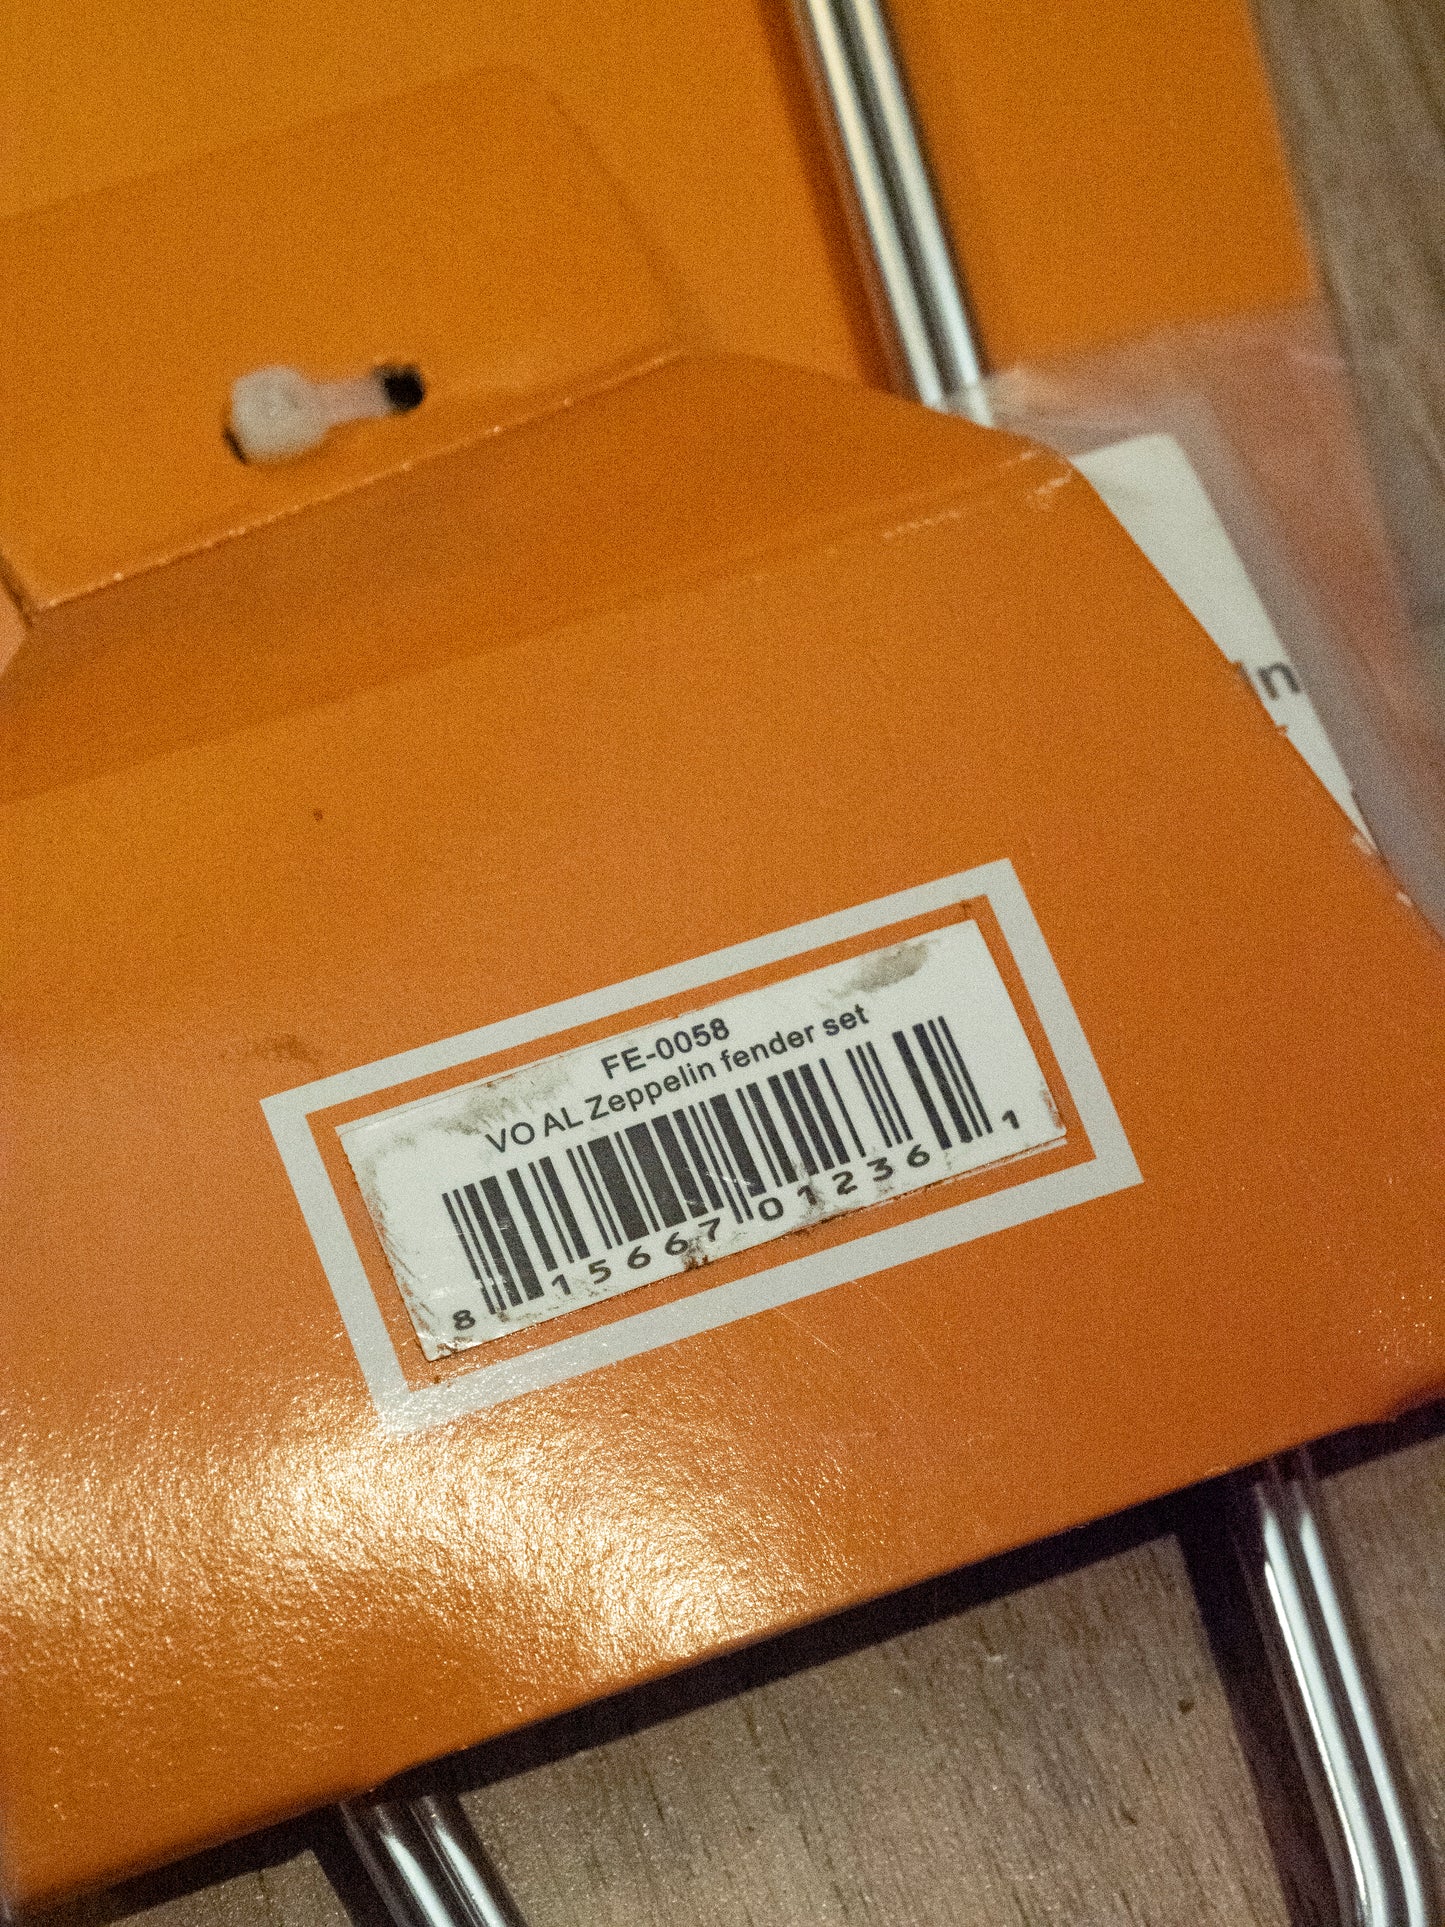 FE-0058
VO AL Zeppelin fender set
8 15667 01236 1